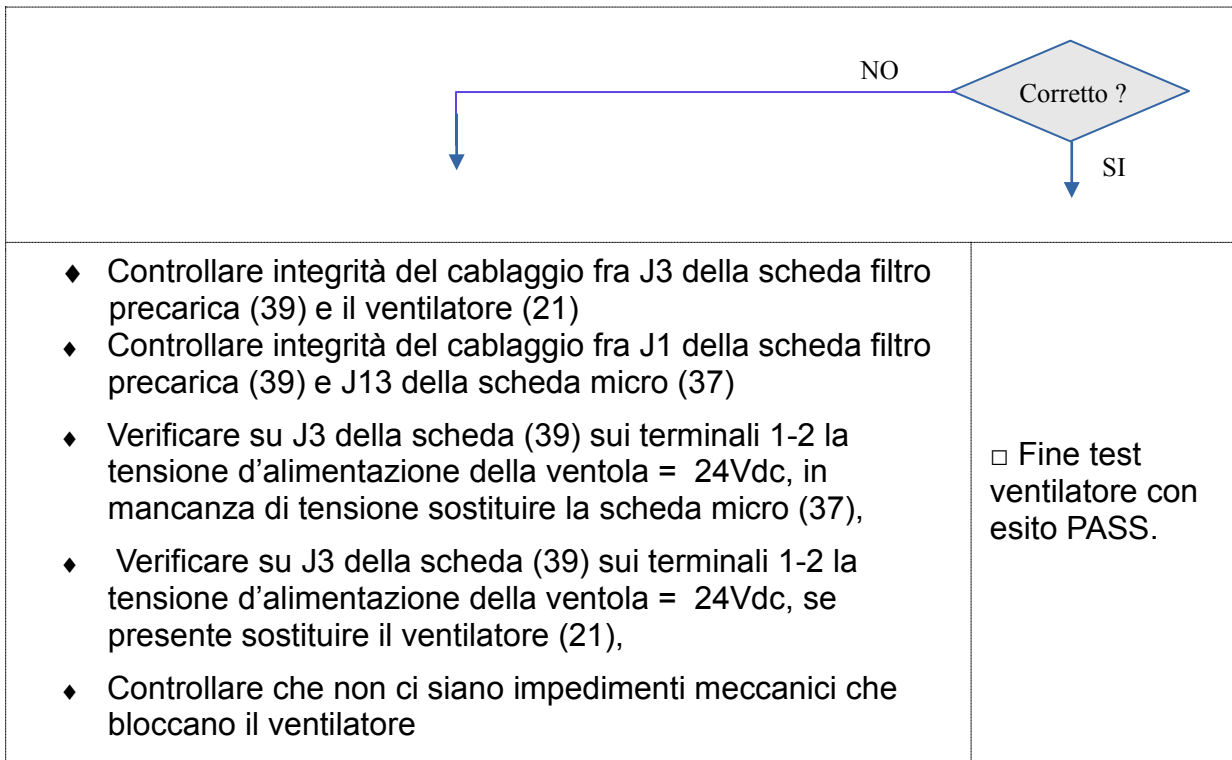 NO
Corretto ?
SI
♦ Controllare integrità del cablaggio fra J3 della scheda filtro
precarica (39) e il ventilatore (21)
♦ Controllare integrità del cablaggio fra J1 della scheda filtro
precarica (39) e J13 della scheda micro (37)
♦ Verificare su J3 della scheda (39) sui terminali 1-2 la
tensione d’alimentazione della ventola = 24Vdc, in
mancanza di tensione sostituire la scheda micro (37),
♦ Verificare su J3 della scheda (39) sui terminali 1-2 la
tensione d’alimentazione della ventola = 24Vdc, se
presente sostituire il ventilatore (21),
♦ Controllare che non ci siano impedimenti meccanici che
bloccano il ventilatore
□ Fine test
ventilatore con
esito PASS.